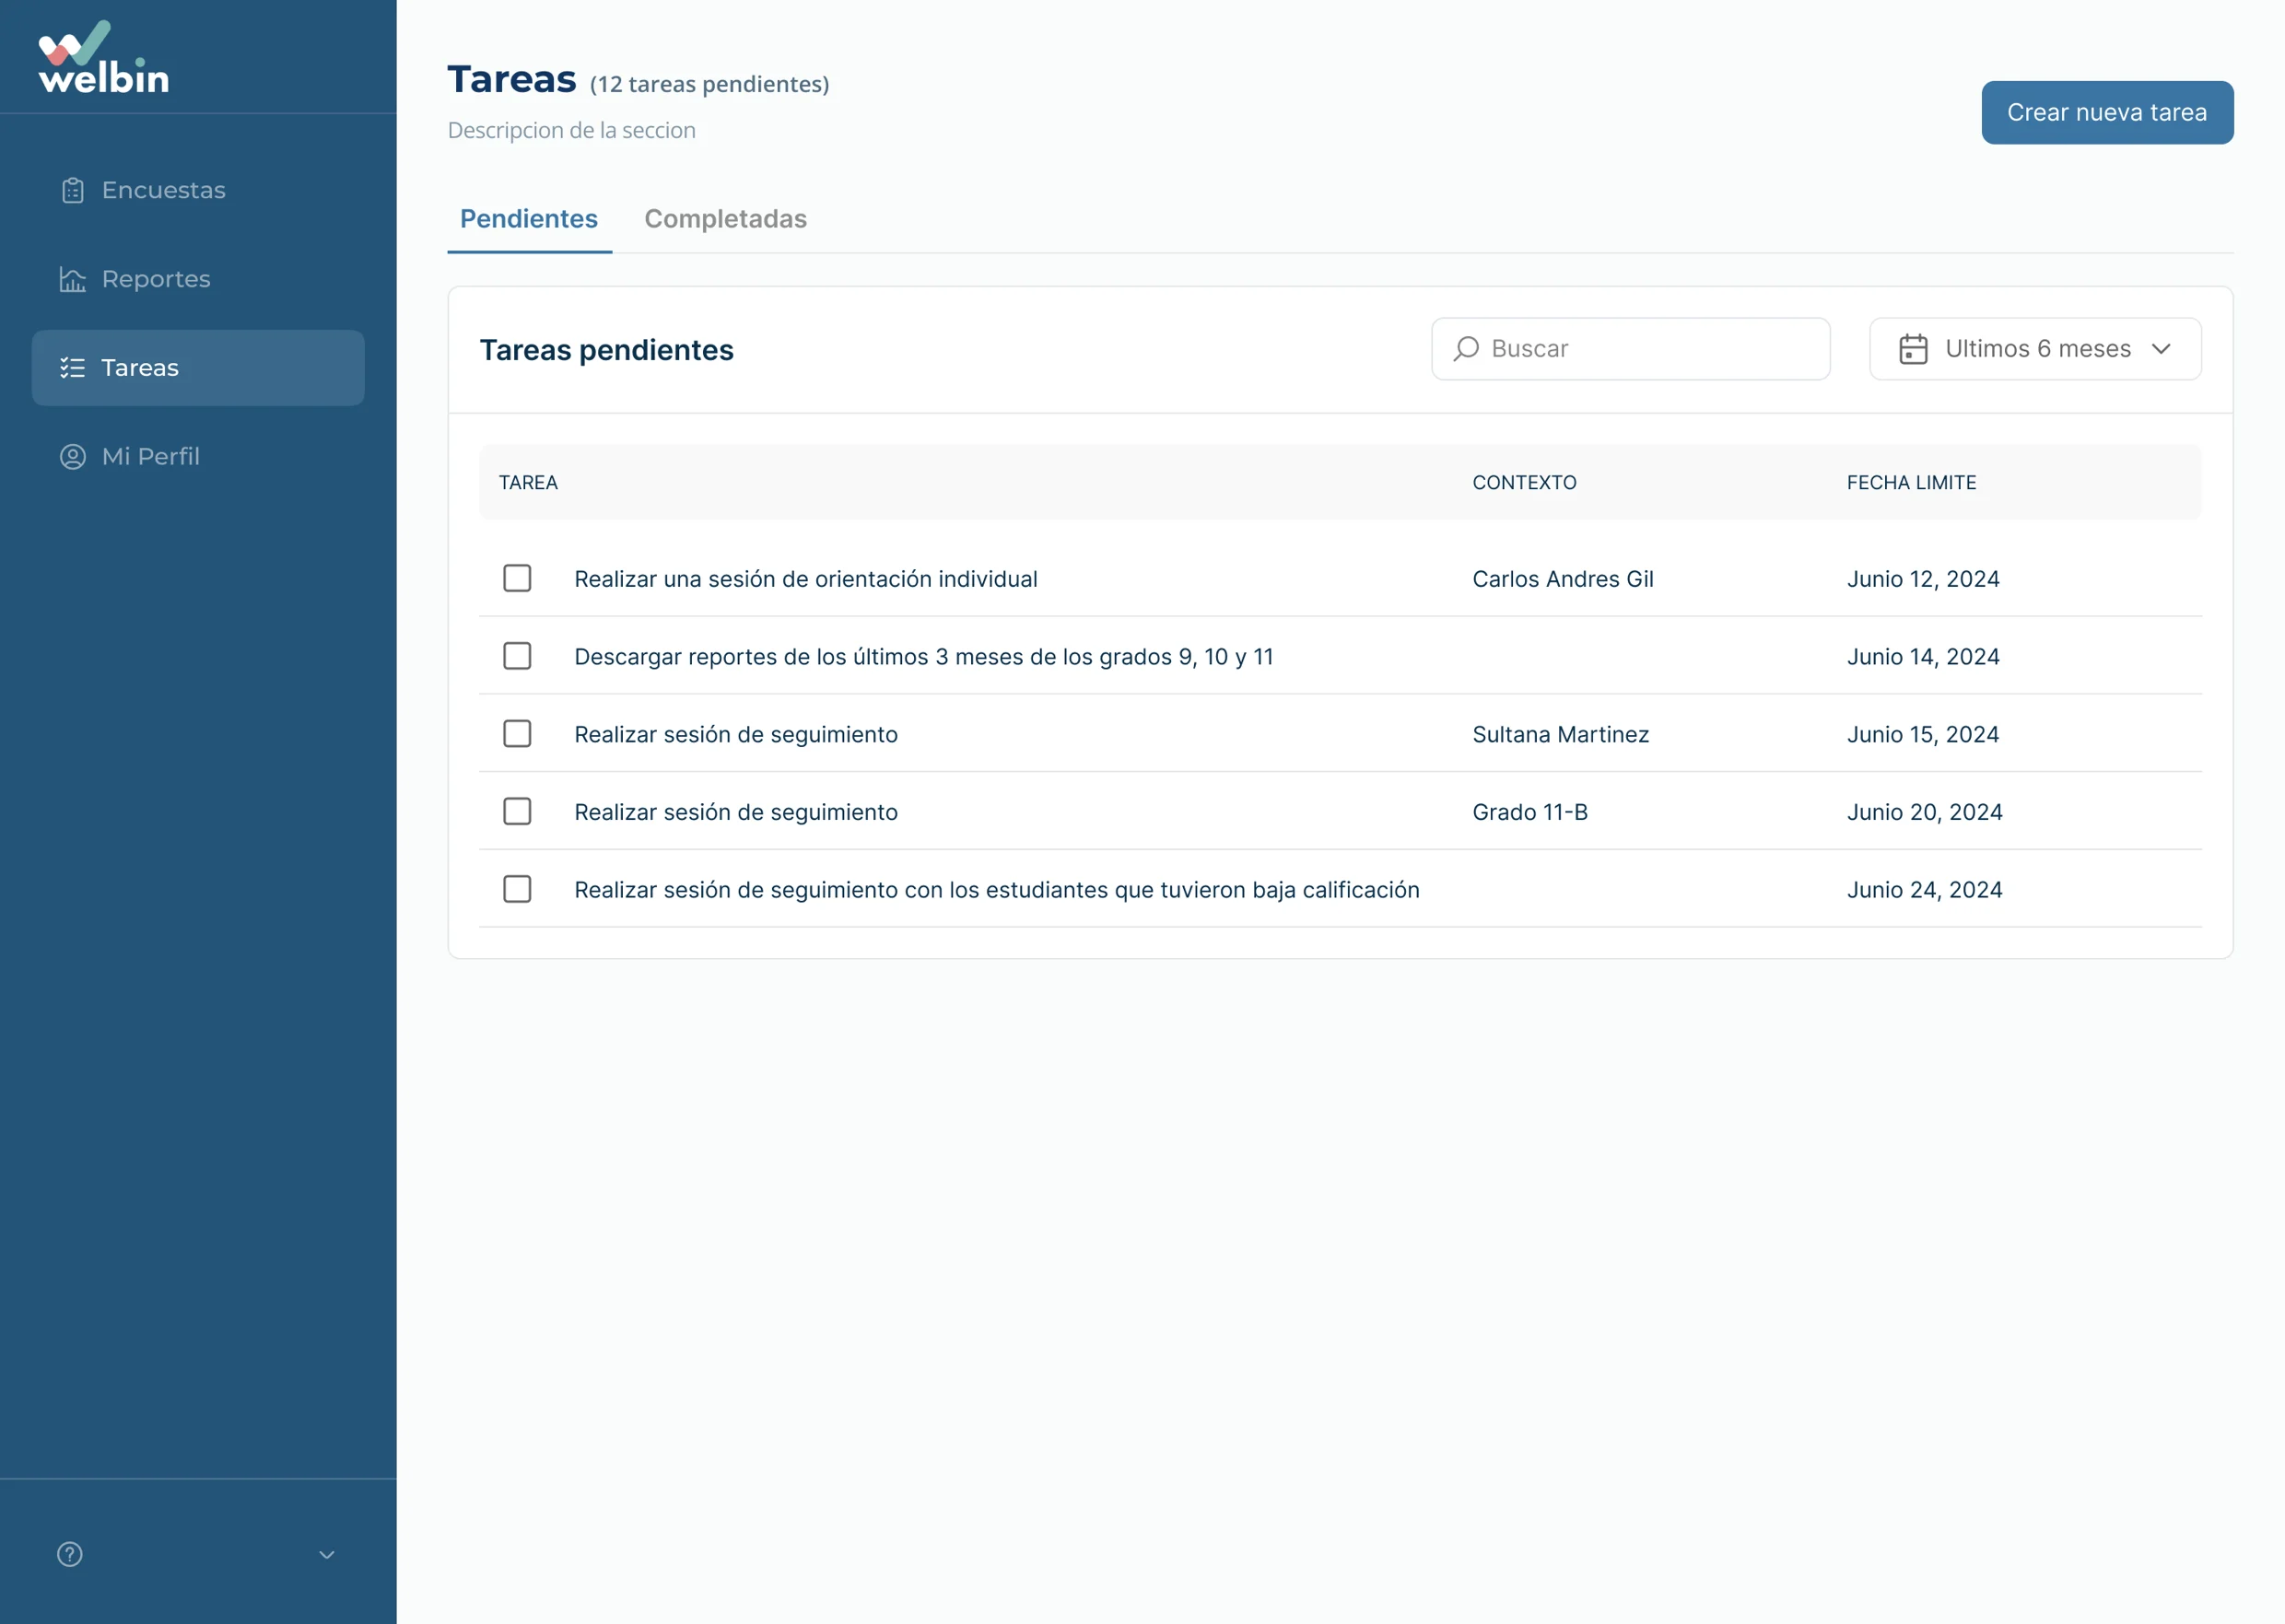 welbin
Encuestas
Reportes
Tareas
Mi Perfil
Tareas (12 tareas pendientes)
Descripcion de la seccion
Crear nueva tarea
Pendientes Completadas
Tareas pendientes
Buscar
Ultimos 6 meses
TAREA CONTEXTO FECHA LIMITE
Realizar una sesión de orientación individual Carlos Andres Gil Junio 12, 2024
Descargar reportes de los últimos 3 meses de los grados 9, 10 y 11 Junio 14, 2024
Realizar sesión de seguimiento Sultana Martinez Junio 15, 2024
Realizar sesión de seguimiento Grado 11-B Junio 20, 2024
Realizar sesión de seguimiento con los estudiantes que tuvieron baja calificación Junio 24, 2024